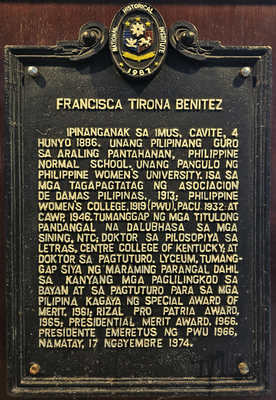 NATIONAL HISTORICAL INSTITUTE
1982
FRANCISCA TIRONA BENITEZ
IPINANGANAK SA IMUS, CAVITE, 4
HUNYO 1886. UNANG PILIPINANG GURO
SA ARALING PANTAHANAN, PHILIPPINE
NORMAL SCHOOL. UNANG PANGULO NG
PHILIPPINE WOMEN'S UNIVERSITY. ISA SA
MGA TAGAPAGTATAG NG ASOCIACION
DE DAMAS FILIPINAS, 1913; PHILIPPINE
WOMEN'S COLLEGE, 1919 (PWU), PACU, 1932 AT
CAWP, 1946. TUMANGGAP NG MGA TITULONG
PANDANGAL NA DALUBHASA SA MGA
SINING, NTC; DOKTOR SA PILOSOPIYA SA
LETRAS, CENTRE COLLEGE OF KENTUCKY, AT
DOKTOR SA PAGTUTURO, LYCEUM, TUMANG-
GAP SIYA NG MARAMING PARANGAL DAHIL
SA KANYANG MGA PAGLILINGKOD SA
BAYAN AT SA PAGTUTURO PARA SA MGA
PILIPINA KAGAYA NG SPECIAL AWARD OF
MERIT, 1961; RIZAL PRO PATRIA AWARD,
1965; PRESIDENTIAL MERIT AWARD, 1966.
PRESIDENTE EMERETUS NG PWU 1966,
NAMATAY, 17 NOBYEMBRE 1974.